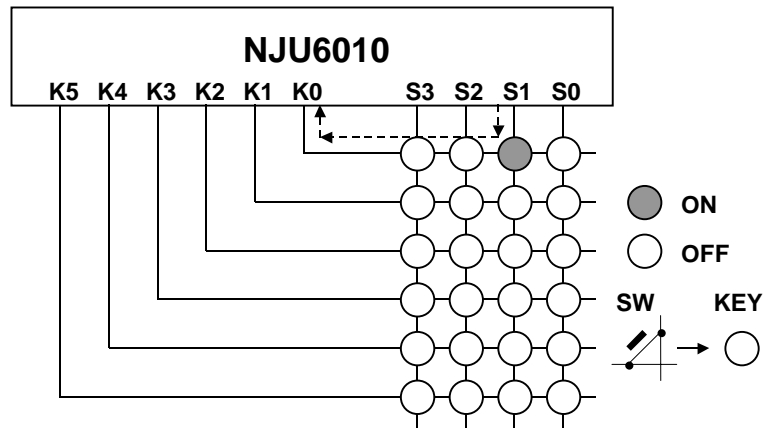 NJU6010
K5 K4 K3 K2 K1 K0 S3 S2 S1 S0
ON
OFF
SW KEY